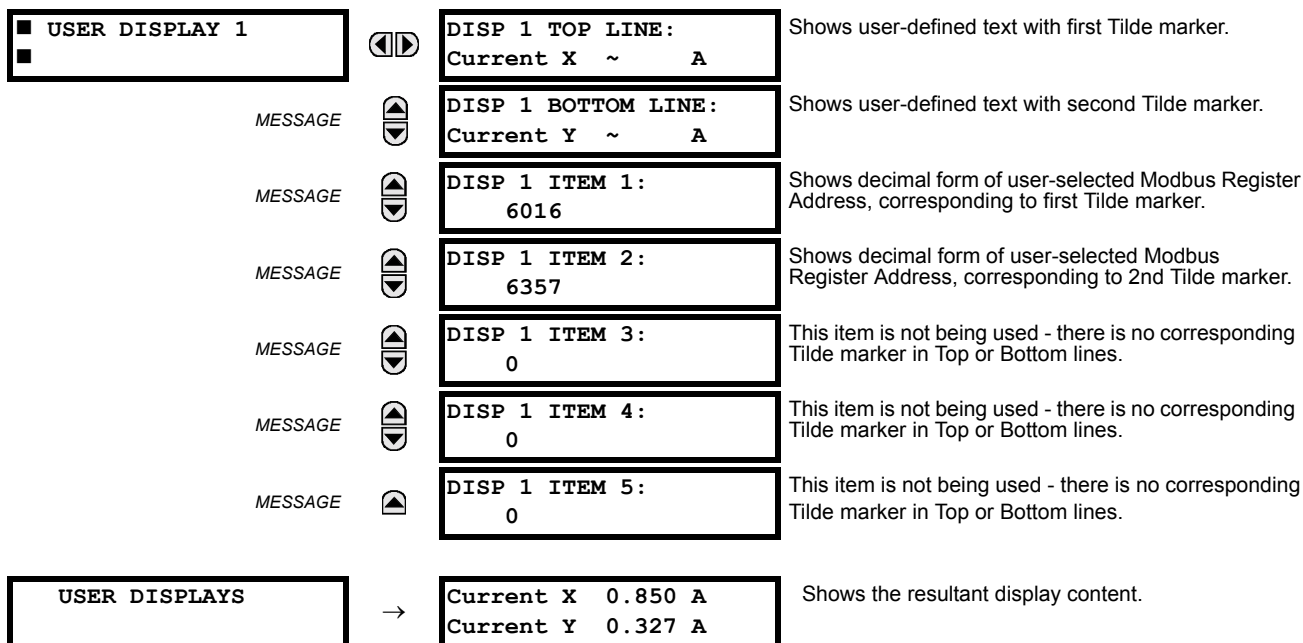 ■ USER DISPLAY 1
■
DISP 1 TOP LINE:
Current X ~ A
Shows user-defined text with first Tilde marker.
MESSAGE
DISP 1 BOTTOM LINE:
Current Y ~ A
Shows user-defined text with second Tilde marker.
MESSAGE
DISP 1 ITEM 1:
6016
Shows decimal form of user-selected Modbus Register
Address, corresponding to first Tilde marker.
MESSAGE
DISP 1 ITEM 2:
6357
Shows decimal form of user-selected Modbus
Register Address, corresponding to 2nd Tilde marker.
MESSAGE
DISP 1 ITEM 3:
0
This item is not being used - there is no corresponding
Tilde marker in Top or Bottom lines.
MESSAGE
DISP 1 ITEM 4:
0
This item is not being used - there is no corresponding
Tilde marker in Top or Bottom lines.
MESSAGE
DISP 1 ITEM 5:
0
This item is not being used - there is no corresponding
Tilde marker in Top or Bottom lines.
USER DISPLAYS
→
Current X 0.850 A
Current Y 0.327 A
Shows the resultant display content.